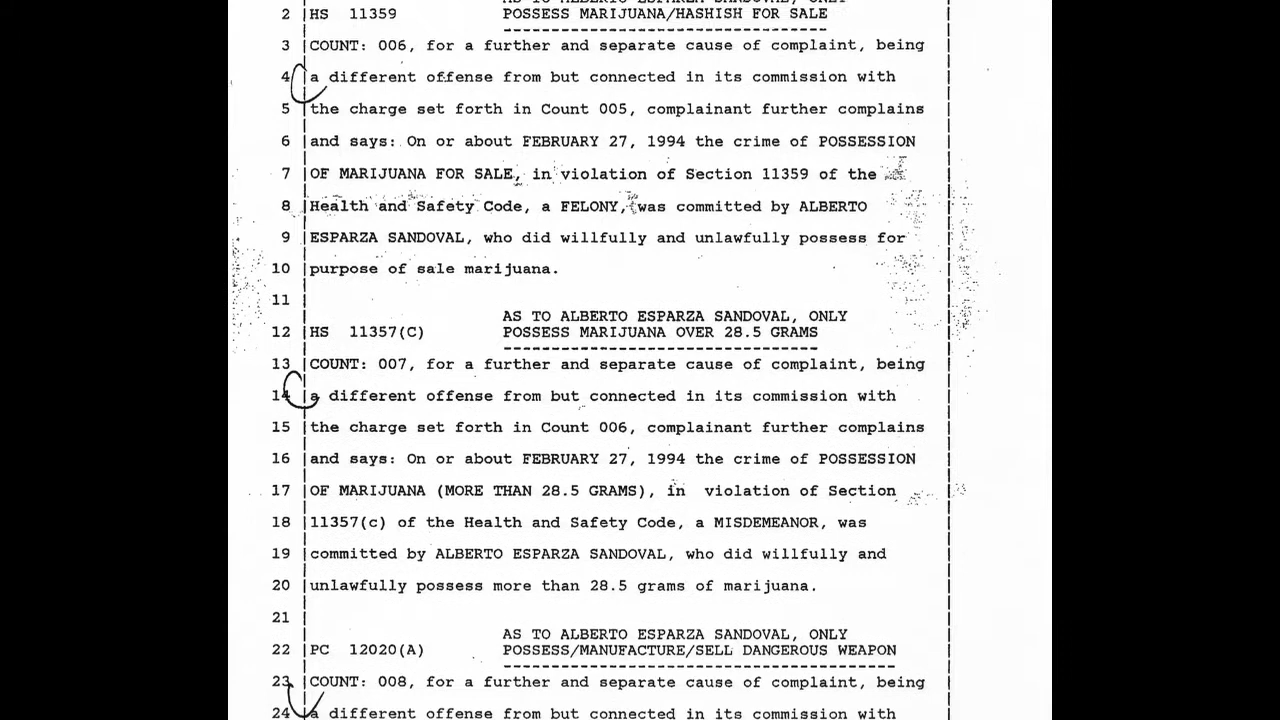 AS TO ALBERTO ESPARZA SANDOVAL, ONLY
2 HS 11359 POSSESS MARIJUANA/HASHISH FOR SALE
3 COUNT: 006, for a further and separate cause of complaint, being
4 a different offense from but connected in its commission with
5 the charge set forth in Count 005, complainant further complains
6 and says: On or about FEBRUARY 27, 1994 the crime of POSSESSION
7 OF MARIJUANA FOR SALE, in violation of Section 11359 of the
8 Health and Safety Code, a FELONY, was committed by ALBERTO
9 ESPARZA SANDOVAL, who did willfully and unlawfully possess for
10 purpose of sale marijuana.
11
AS TO ALBERTO ESPARZA SANDOVAL, ONLY
12 HS 11357(C) POSSESS MARIJUANA OVER 28.5 GRAMS
13 COUNT: 007, for a further and separate cause of complaint, being
14 a different offense from but connected in its commission with
15 the charge set forth in Count 006, complainant further complains
16 and says: On or about FEBRUARY 27, 1994 the crime of POSSESSION
17 OF MARIJUANA (MORE THAN 28.5 GRAMS), in violation of Section
18 11357(c) of the Health and Safety Code, a MISDEMEANOR, was
19 committed by ALBERTO ESPARZA SANDOVAL, who did willfully and
20 unlawfully possess more than 28.5 grams of marijuana.
21
AS TO ALBERTO ESPARZA SANDOVAL, ONLY
22 PC 12020(A) POSSESS/MANUFACTURE/SELL DANGEROUS WEAPON
23 COUNT: 008, for a further and separate cause of complaint, being
24 a different offense from but connected in its commission with